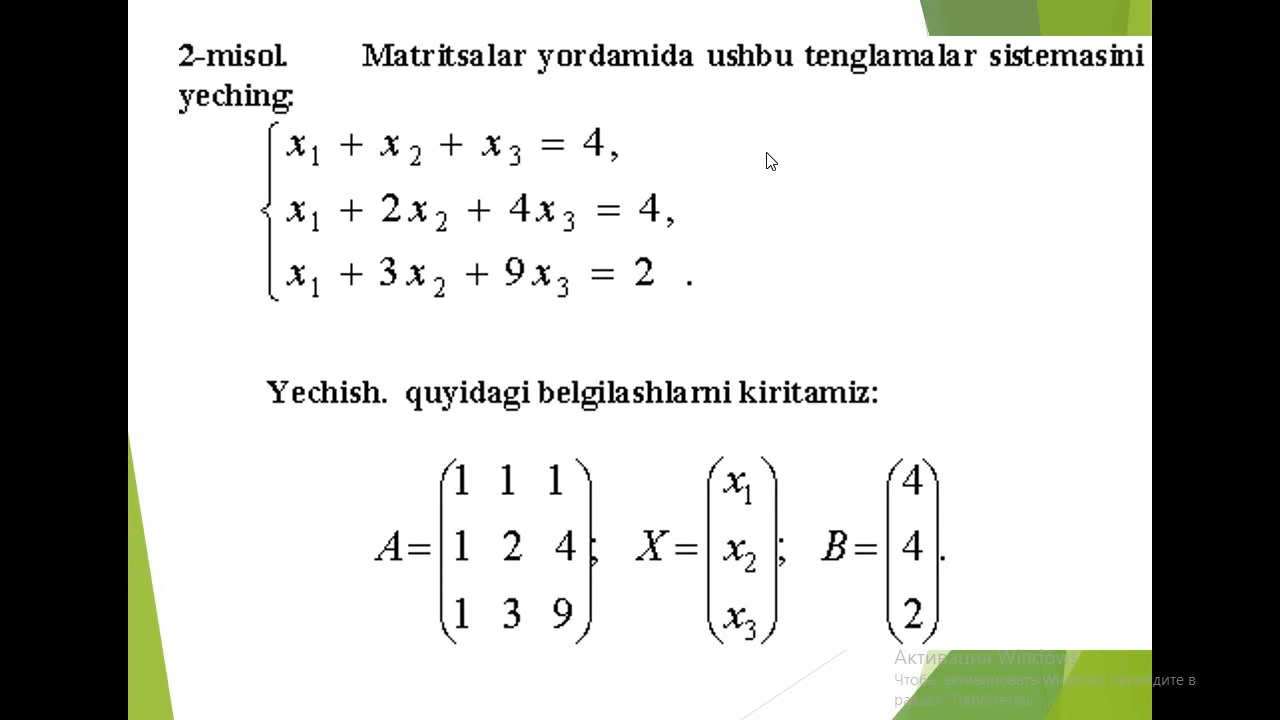 2-misol. Matritsalar yordamida ushbu tenglamalar sistemasini
yeching:
x₁ + x₂ + x₃ = 4,
x₁ + 2x₂ + 4x₃ = 4,
x₁ + 3x₂ + 9x₃ = 2 .
Yechish. quyidagi belgilashlarni kiritamiz:
A = (1 1 1; 1 2 4; 1 3 9); X = (x₁; x₂; x₃); B = (4; 4; 2).
Активация Windows
Чтобы активировать Windows, перейдите в
раздел "Параметры".